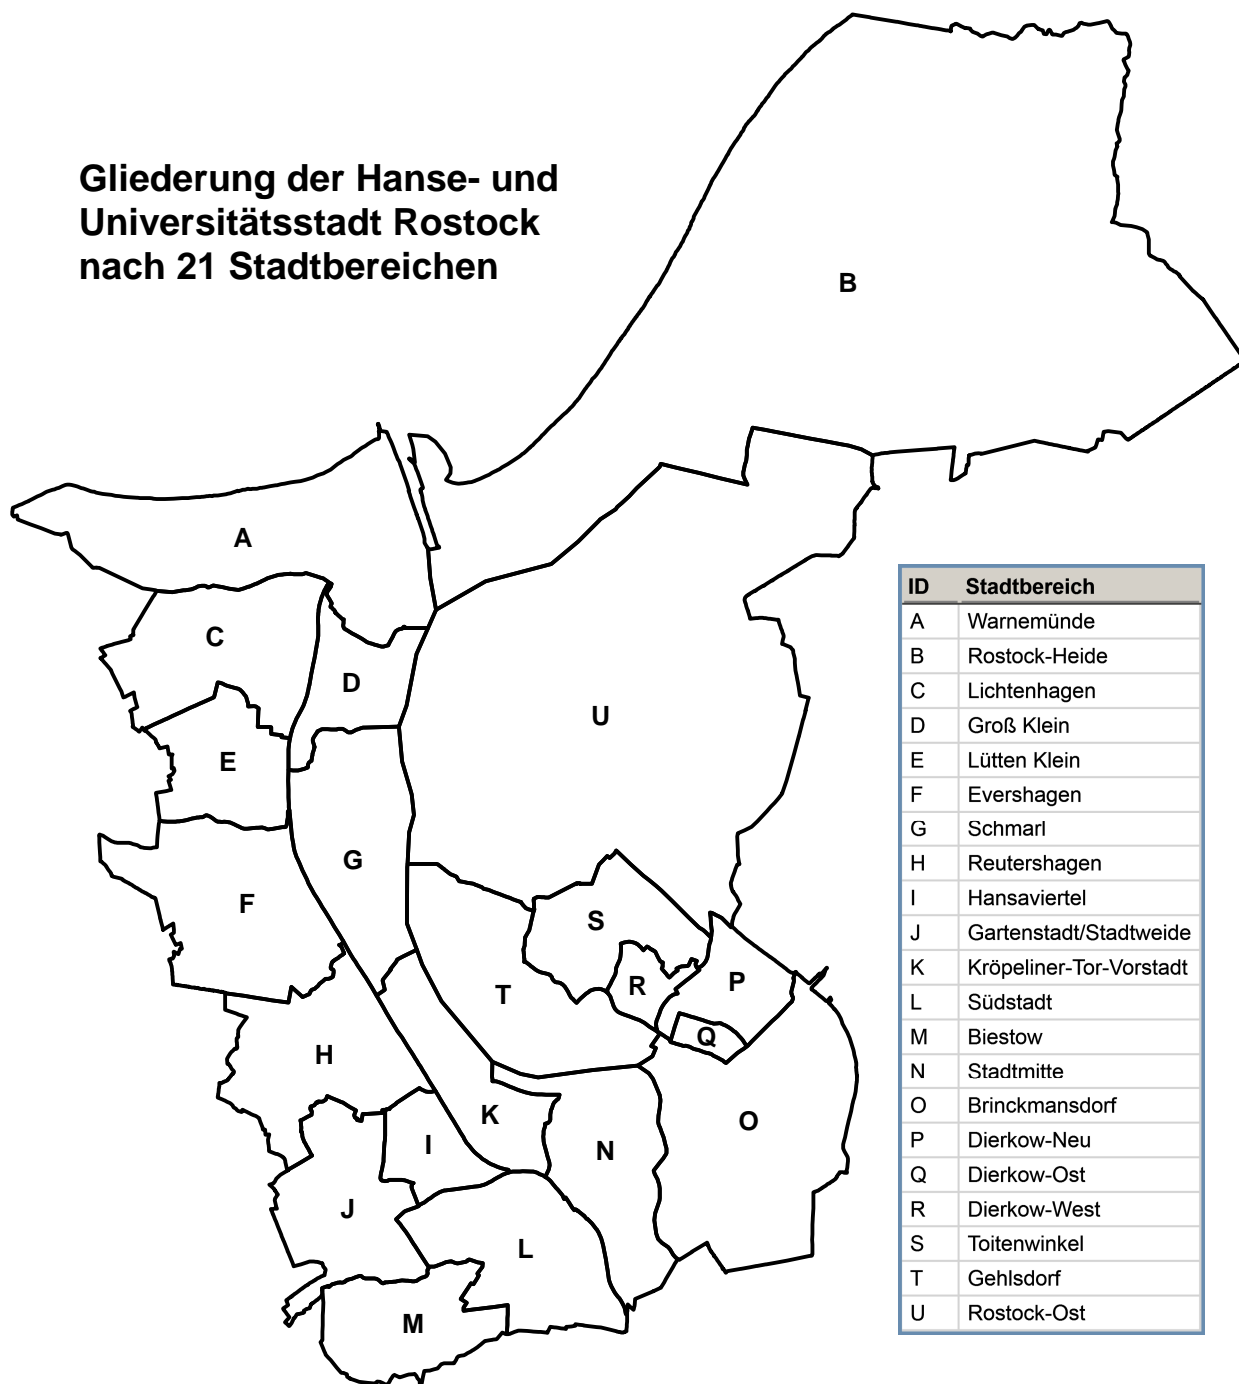 Gliederung der Hanse- und
Universitätsstadt Rostock
nach 21 Stadtbereichen
B
A
C
D
U
E
G
F
S
R
P
T
Q
H
K
O
I
N
J
L
M
ID Stadtbereich
A Warnemünde
B Rostock-Heide
C Lichtenhagen
D Groß Klein
E Lütten Klein
F Evershagen
G Schmarl
H Reutershagen
I Hansaviertel
J Gartenstadt/Stadtweide
K Kröpeliner-Tor-Vorstadt
L Südstadt
M Biestow
N Stadtmitte
O Brinckmansdorf
P Dierkow-Neu
Q Dierkow-Ost
R Dierkow-West
S Toitenwinkel
T Gehlsdorf
U Rostock-Ost